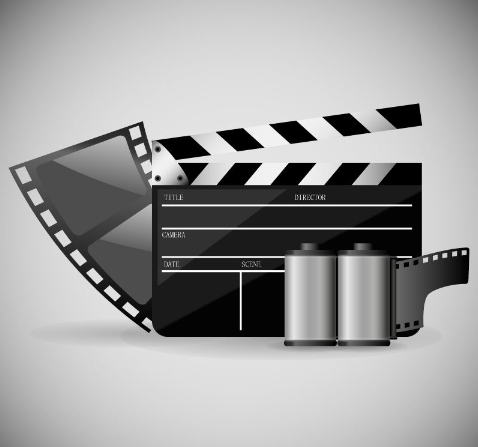 TITLE DIRECTOR
CAMERA
DATE SCENE